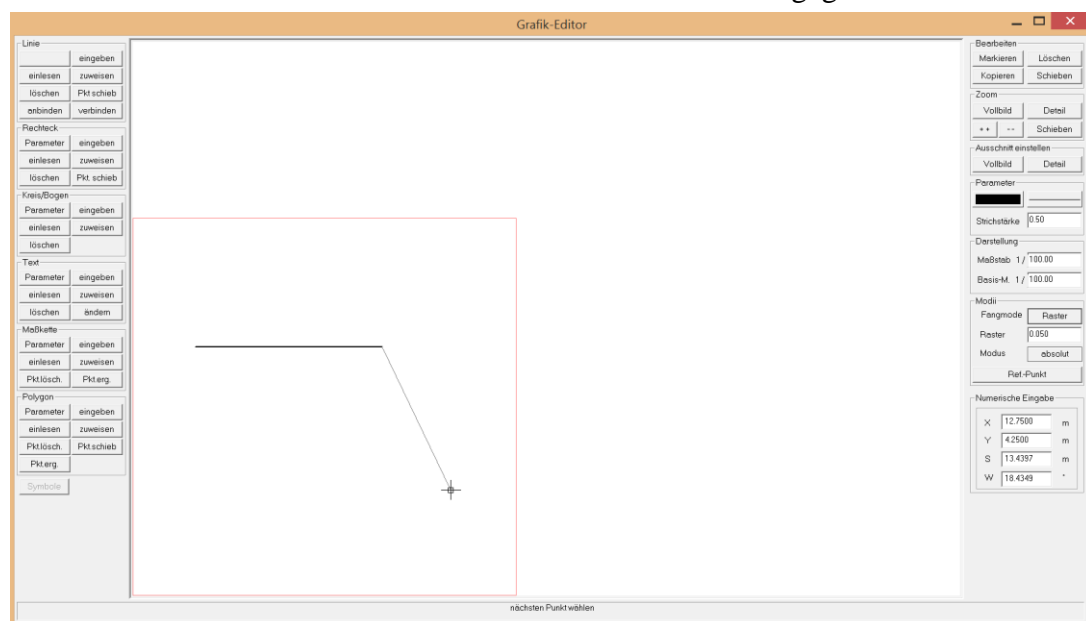 Grafik-Editor
Linie
eingeben
einlesen zuweisen
löschen Pkt schieb
anbinden verbinden
Rechteck
Parameter eingeben
einlesen zuweisen
löschen Pkt. schieb
Kreis/Bogen
Parameter eingeben
einlesen zuweisen
löschen
Text
Parameter eingeben
einlesen zuweisen
löschen ändern
Maßkette
Parameter eingeben
einlesen zuweisen
Pkt.lösch. Pkt.erg.
Polygon
Parameter eingeben
einlesen zuweisen
Pkt.lösch. Pkt.schieb
Pkt.erg.
Symbole
Bearbeiten
Markieren Löschen
Kopieren Schieben
Zoom
Vollbild Detail
++ -- Schieben
Ausschnitt einstellen
Vollbild Detail
Parameter
Strichstärke 0.50
Darstellung
Maßstab 1 / 100.00
Basis-M. 1 / 100.00
Modii
Fangmode Raster
Raster 0.050
Modus absolut
Ref.-Punkt
Numerische Eingabe
X 12.7500 m
Y 4.2500 m
S 13.4397 m
W 18.4349 °
nächsten Punkt wählen